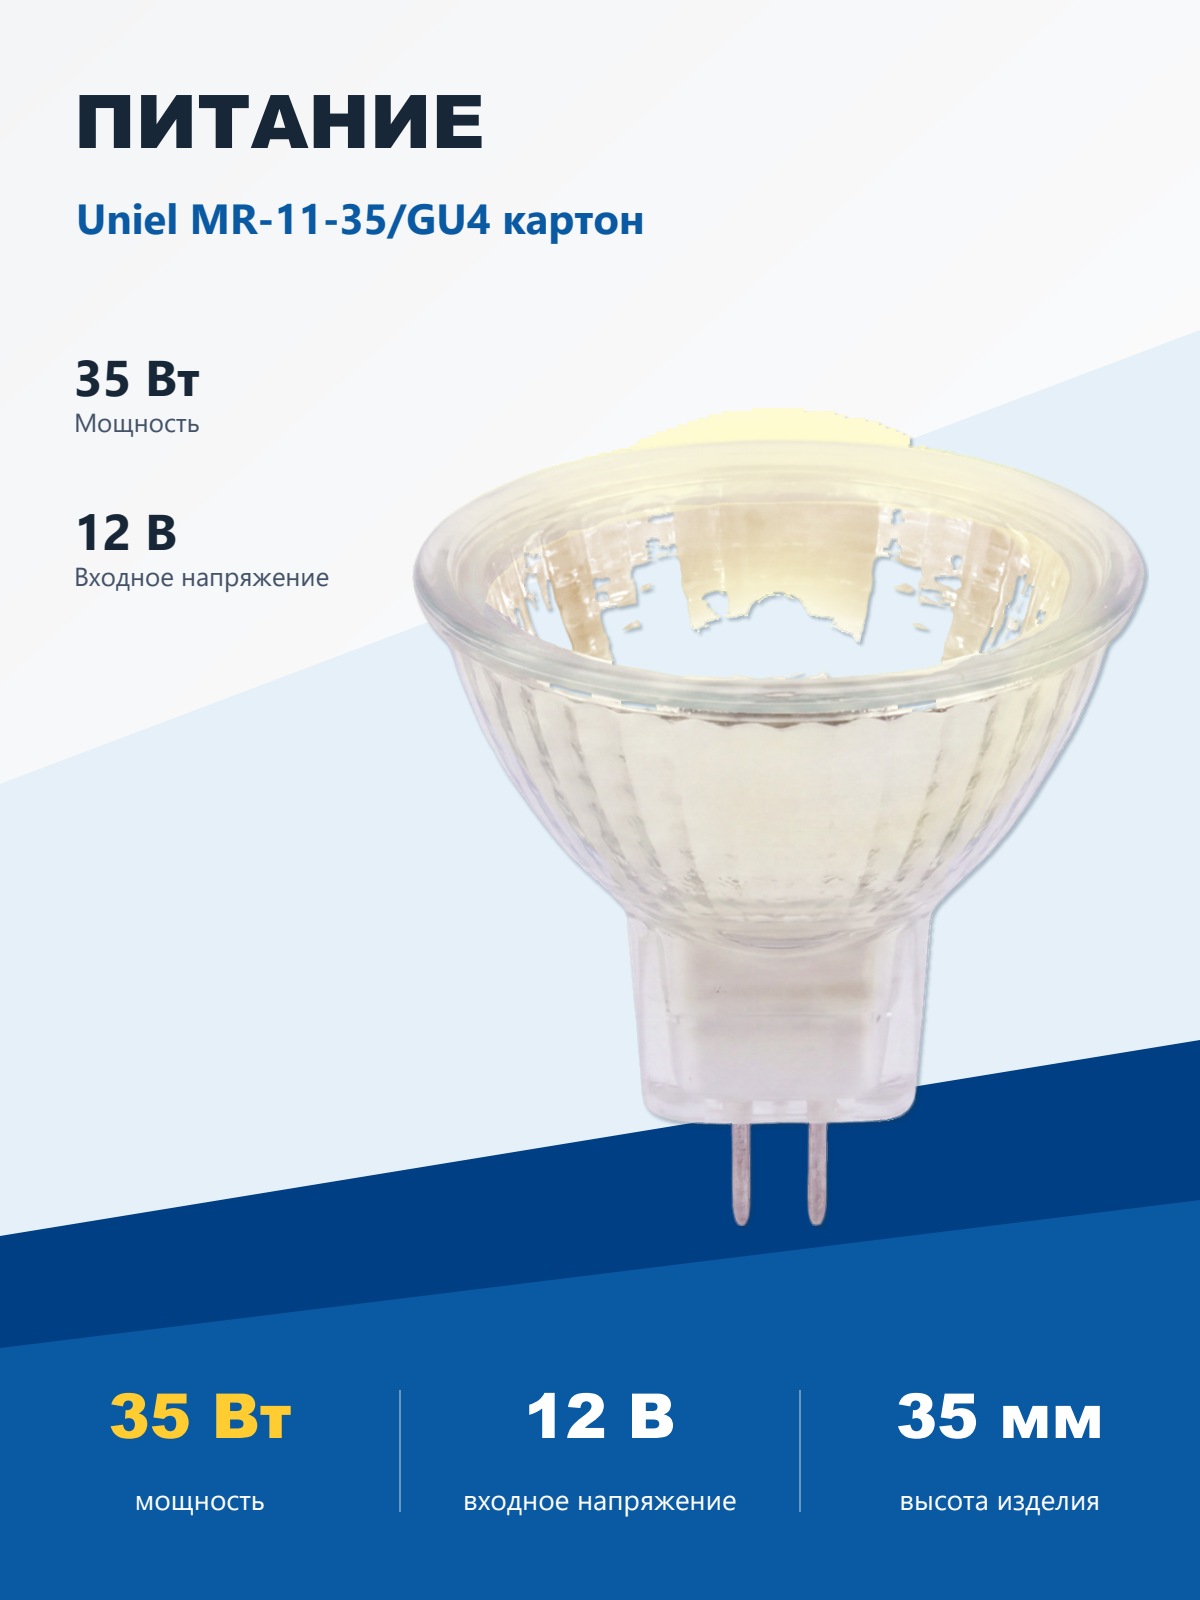 ПИТАНИЕ
Uniel MR-11-35/GU4 картон
35 Вт
Мощность
12 В
Входное напряжение
35 Вт
мощность
12 В
входное напряжение
35 мм
высота изделия